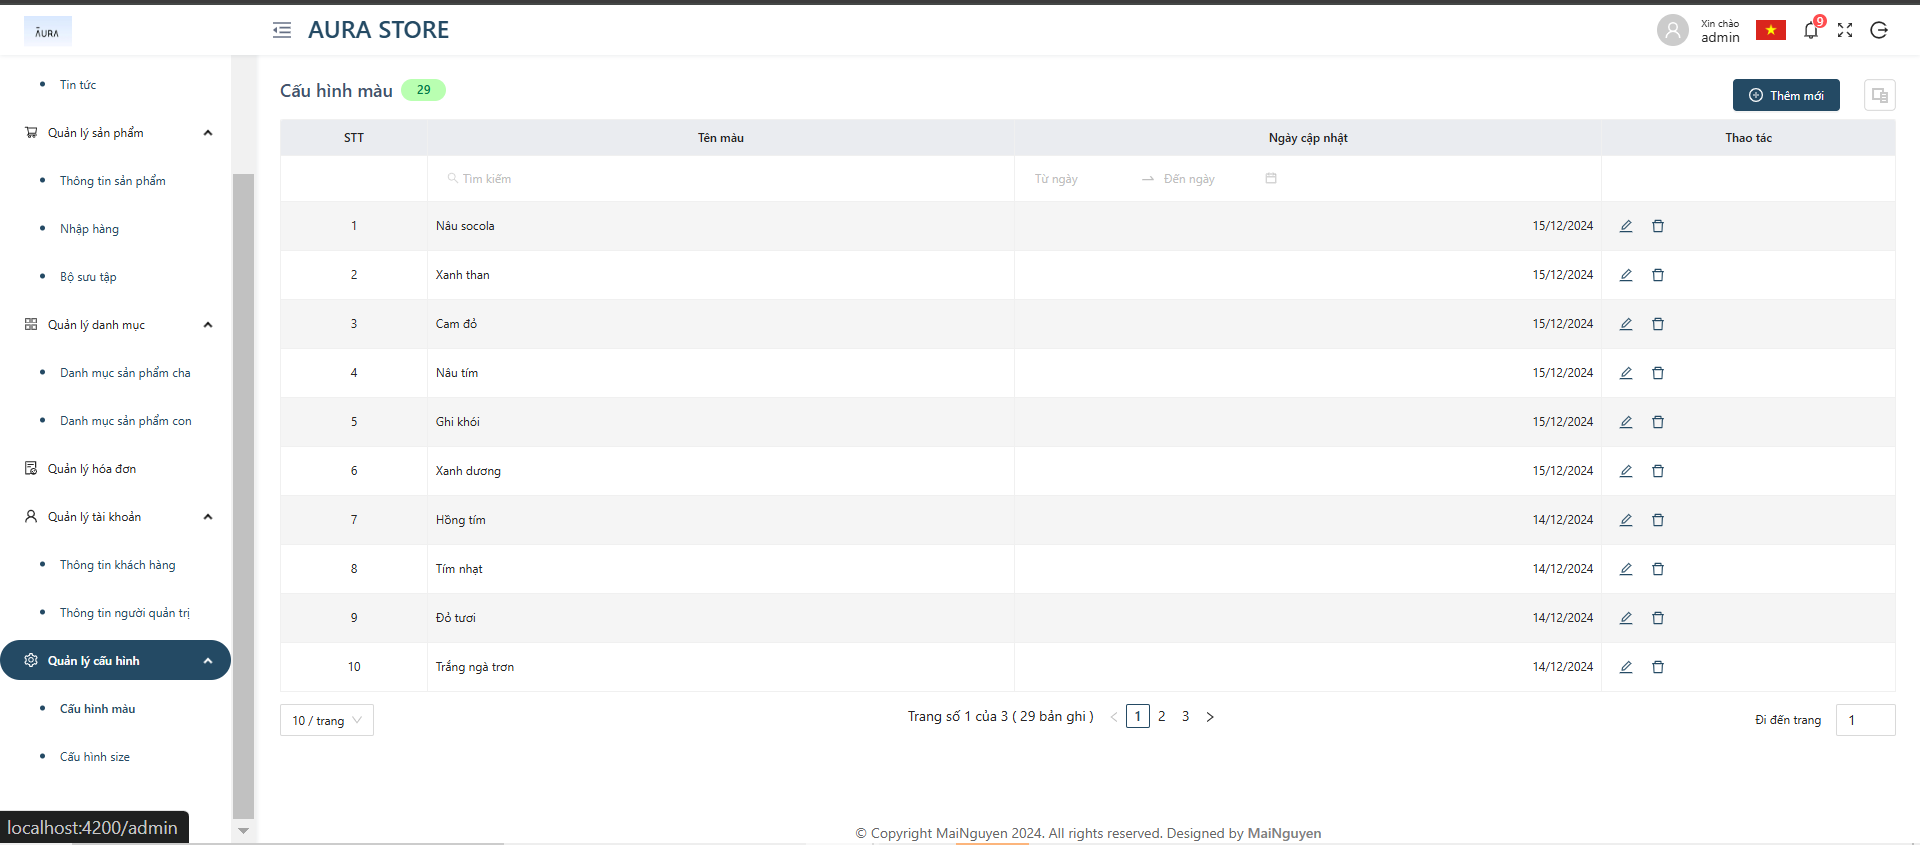 ĀURA
AURA STORE
Xin chào
admin
9
Tin tức
Quản lý sản phẩm
Thông tin sản phẩm
Nhập hàng
Bộ sưu tập
Quản lý danh mục
Danh mục sản phẩm cha
Danh mục sản phẩm con
Quản lý hóa đơn
Quản lý tài khoản
Thông tin khách hàng
Thông tin người quản trị
Quản lý cấu hình
Cấu hình màu
Cấu hình size
localhost:4200/admin
Cấu hình màu 29
Thêm mới
STT Tên màu Ngày cập nhật Thao tác
Tìm kiếm Từ ngày Đến ngày
1 Nâu socola 15/12/2024
2 Xanh than 15/12/2024
3 Cam đỏ 15/12/2024
4 Nâu tím 15/12/2024
5 Ghi khói 15/12/2024
6 Xanh dương 15/12/2024
7 Hồng tím 14/12/2024
8 Tím nhạt 14/12/2024
9 Đỏ tươi 14/12/2024
10 Trắng ngà trơn 14/12/2024
10 / trang
Trang số 1 của 3 ( 29 bản ghi ) 1 2 3
Đi đến trang 1
© Copyright MaiNguyen 2024. All rights reserved. Designed by MaiNguyen